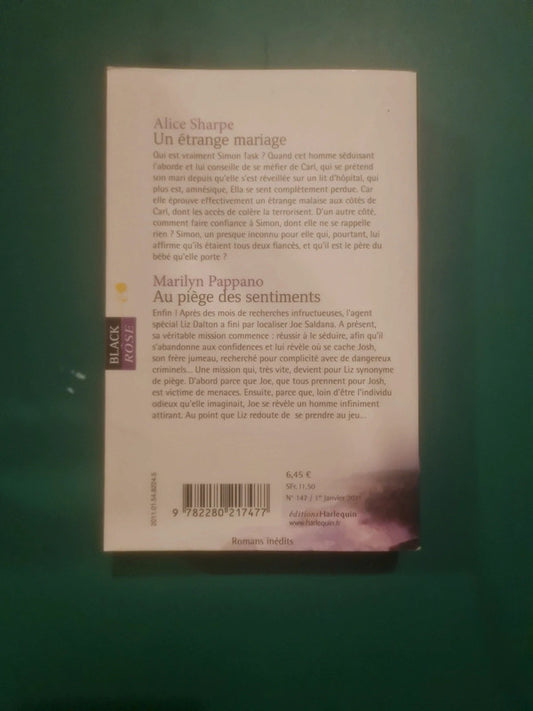 Alice Sharpe
Un étrange mariage
Qui est vraiment Simon Task ? Quand cet homme séduisant
l'aborde et lui conseille de se méfier de Carl, qui se prétend
son mari depuis qu'elle s'est réveillée sur un lit d'hôpital, qui
plus est, amnésique, Ella se sent complètement perdue. Car
elle éprouve effectivement un étrange malaise aux côtés de
Carl, dont les accès de colère la terrorisent. D'un autre côté,
comment faire confiance à Simon, dont elle ne se rappelle
rien ? Simon, un presque inconnu pour elle qui, pourtant, lui
affirme qu'ils étaient tous deux fiancés, et qu'il est le père du
bébé qu'elle porte ?
Marilyn Pappano
Au piège des sentiments
Enfin ! Après des mois de recherches infructueuses, l'agent
spécial Liz Dalton a fini par localiser Joe Saldana. A présent,
sa véritable mission commence : réussir à le séduire, afin qu'il
s'abandonne aux confidences et lui révèle où se cache Josh,
son frère jumeau, recherché pour complicité avec de dangereux
criminels... Une mission qui, très vite, devient pour Liz synonyme
de piège. D'abord parce que Joe, que tous prennent pour Josh,
est victime de menaces. Ensuite, parce que, loin d'être l'individu
odieux qu'elle imaginait, Joe se révèle un homme infiniment
attirant. Au point que Liz redoute de se prendre au jeu...
BLACK
ROSE
2011.01.54.8024.5
6,45 €
SFr. 11.50
N° 147 / 1er janvier
éditions Harlequin
www.harlequin.fr
9 782280 217477
Romans inédits